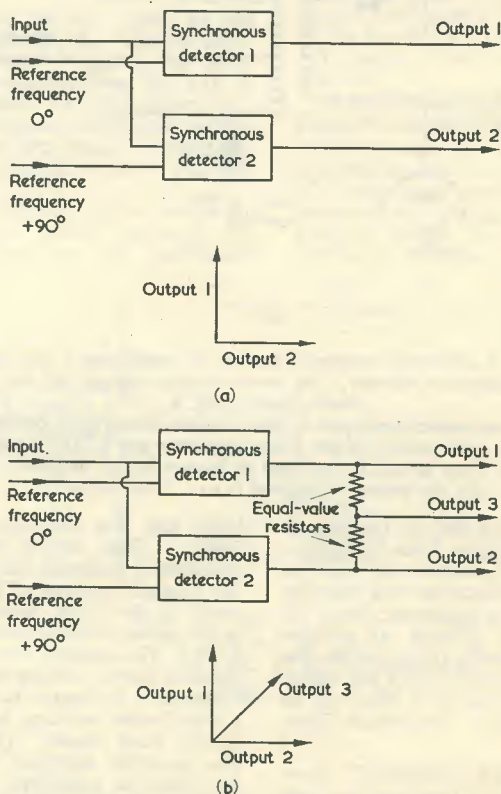 Input
Reference
frequency
0°
Synchronous
detector 1
Output 1
Synchronous
detector 2
Output 2
Reference
frequency
+90°
Output 1
Output 2
(a)
Input
Reference
frequency
0°
Synchronous
detector 1
Output 1
Equal-value
resistors
Output 3
Synchronous
detector 2
Output 2
Reference
frequency
+90°
Output 1
Output 3
Output 2
(b)